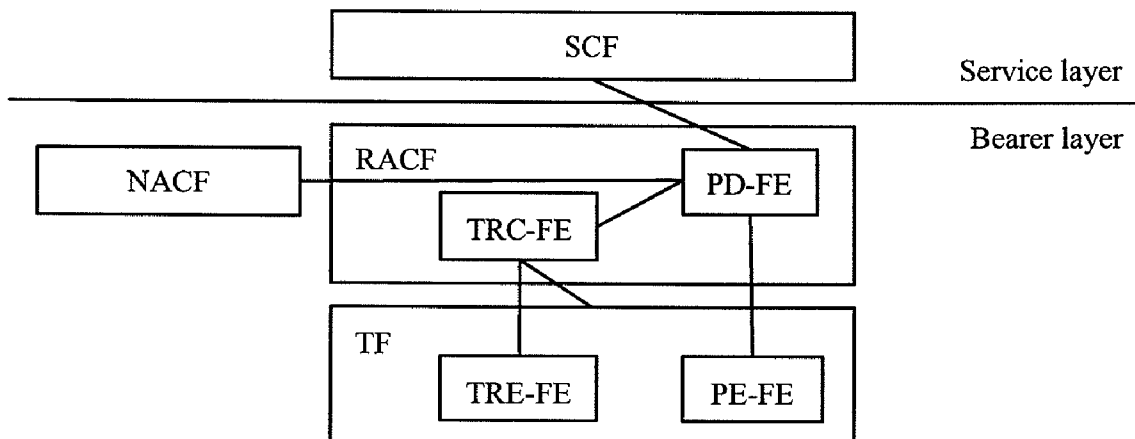 SCF
Service layer
Bearer layer
RACF
NACF
PD-FE
TRC-FE
TF
TRE-FE
PE-FE